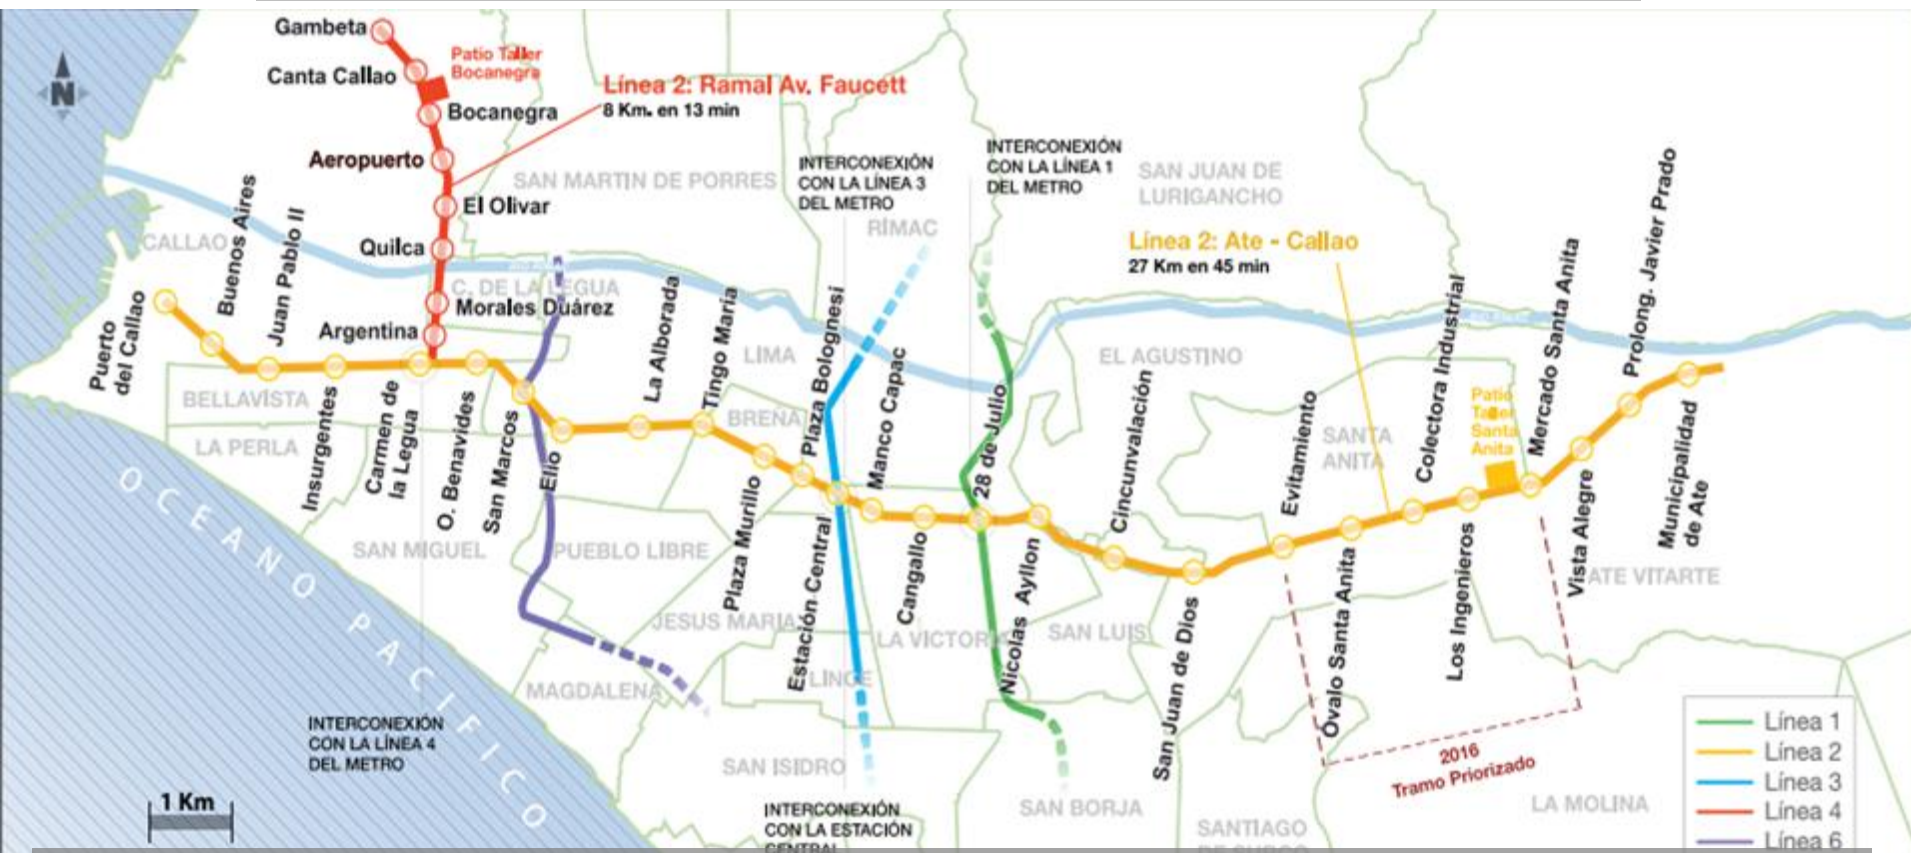 Gambeta
Canta Callao
Patio Taller
Bocanegra
Bocanegra
Aeropuerto
El Olivar
Quilca
Morales Duárez
Argentina
Línea 2: Ramal Av. Faucett
8 Km. en 13 min
N
INTERCONEXIÓN
CON LA LÍNEA 3
DEL METRO
INTERCONEXIÓN
CON LA LÍNEA 1
DEL METRO
SAN MARTIN DE PORRES
RÍMAC
SAN JUAN DE
LURIGANCHO
CALLAO
C. DE LA LEGUA
Línea 2: Ate - Callao
27 Km en 45 min
Puerto
del Callao
Buenos Aires
Juan Pablo II
Insurgentes
Carmen de
la Legua
O. Benavides
San Marcos
Elio
La Alborada
Tingo María
Plaza Murillo
Plaza Bolognesi
Estación Central
Manco Capac
Cangallo
28 de Julio
Nicolas Ayllon
Cincunvalación
San Juan de Dios
Evitamiento
Óvalo Santa Anita
Colectora Industrial
Los Ingenieros
Patio
Taller
Santa
Anita
Mercado Santa Anita
Vista Alegre
Prolong. Javier Prado
Municipalidad
de Ate
BELLAVISTA
LA PERLA
LIMA
BREÑA
EL AGUSTINO
SANTA
ANITA
SAN MIGUEL
PUEBLO LIBRE
JESUS MARIA
LA VICTORIA
SAN LUIS
ATE VITARTE
MAGDALENA
LINCE
SAN ISIDRO
SAN BORJA
SANTIAGO
DE SURCO
LA MOLINA
OCEANO PACIFICO
INTERCONEXIÓN
CON LA LÍNEA 4
DEL METRO
INTERCONEXIÓN
CON LA ESTACIÓN
CENTRAL
2016
Tramo Priorizado
1 Km
Línea 1
Línea 2
Línea 3
Línea 4
Línea 6